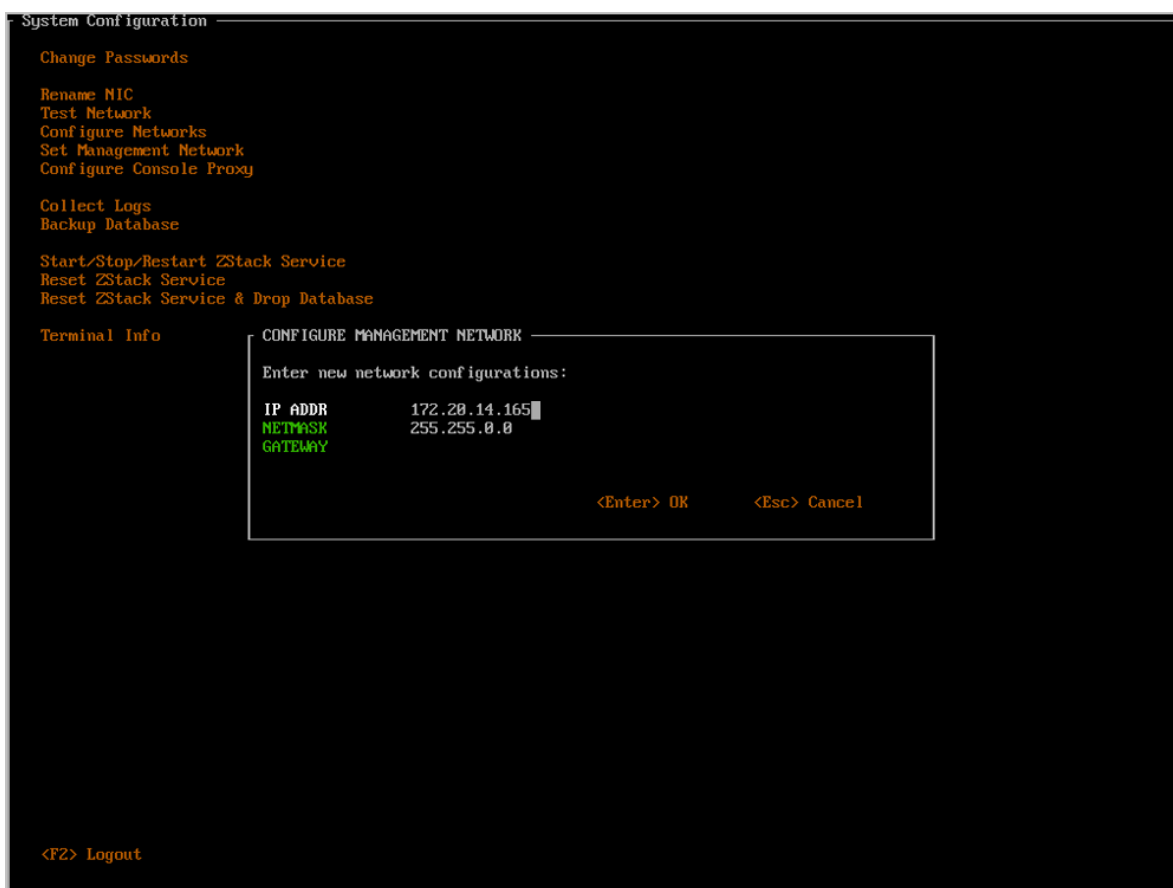 System Configuration
Change Passwords
Rename NIC
Test Network
Configure Networks
Set Management Network
Configure Console Proxy
Collect Logs
Backup Database
Start/Stop/Restart ZStack Service
Reset ZStack Service
Reset ZStack Service & Drop Database
Terminal Info
CONFIGURE MANAGEMENT NETWORK
Enter new network configurations:
IP ADDR 172.20.14.165
NETMASK 255.255.0.0
GATEWAY
<Enter> OK <Esc> Cancel
<F2> Logout